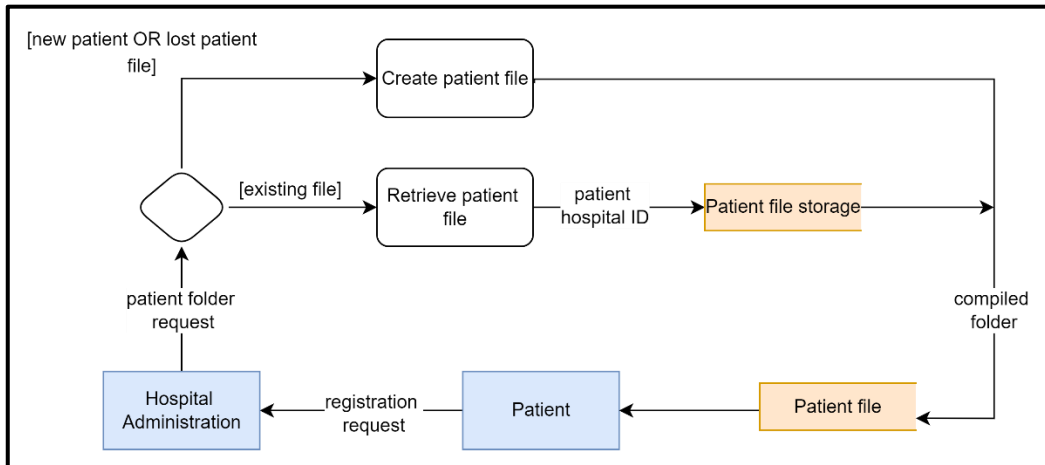 [new patient OR lost patient
file]
Create patient file
[existing file]
Retrieve patient
file
patient
hospital ID
Patient file storage
patient folder
request
compiled
folder
Hospital
Administration
registration
request
Patient
Patient file